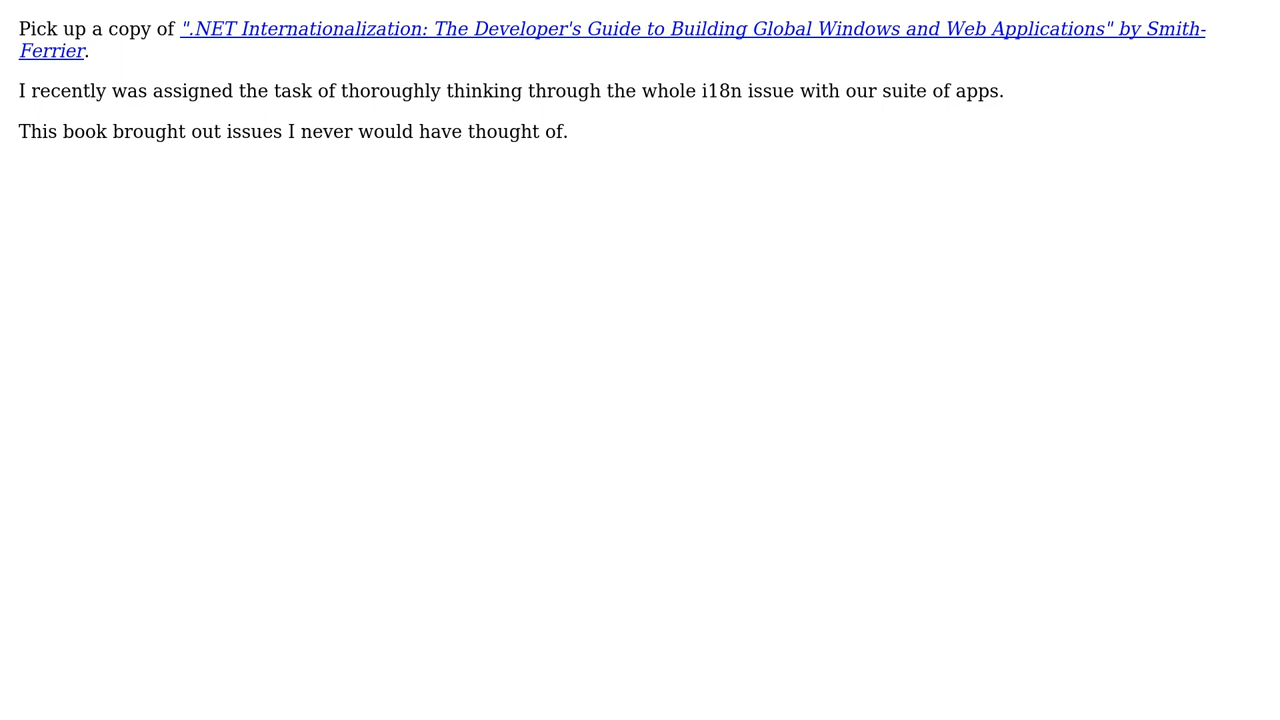 Pick up a copy of ".NET Internationalization: The Developer's Guide to Building Global Windows and Web Applications" by Smith-
Ferrier.
I recently was assigned the task of thoroughly thinking through the whole i18n issue with our suite of apps.
This book brought out issues I never would have thought of.